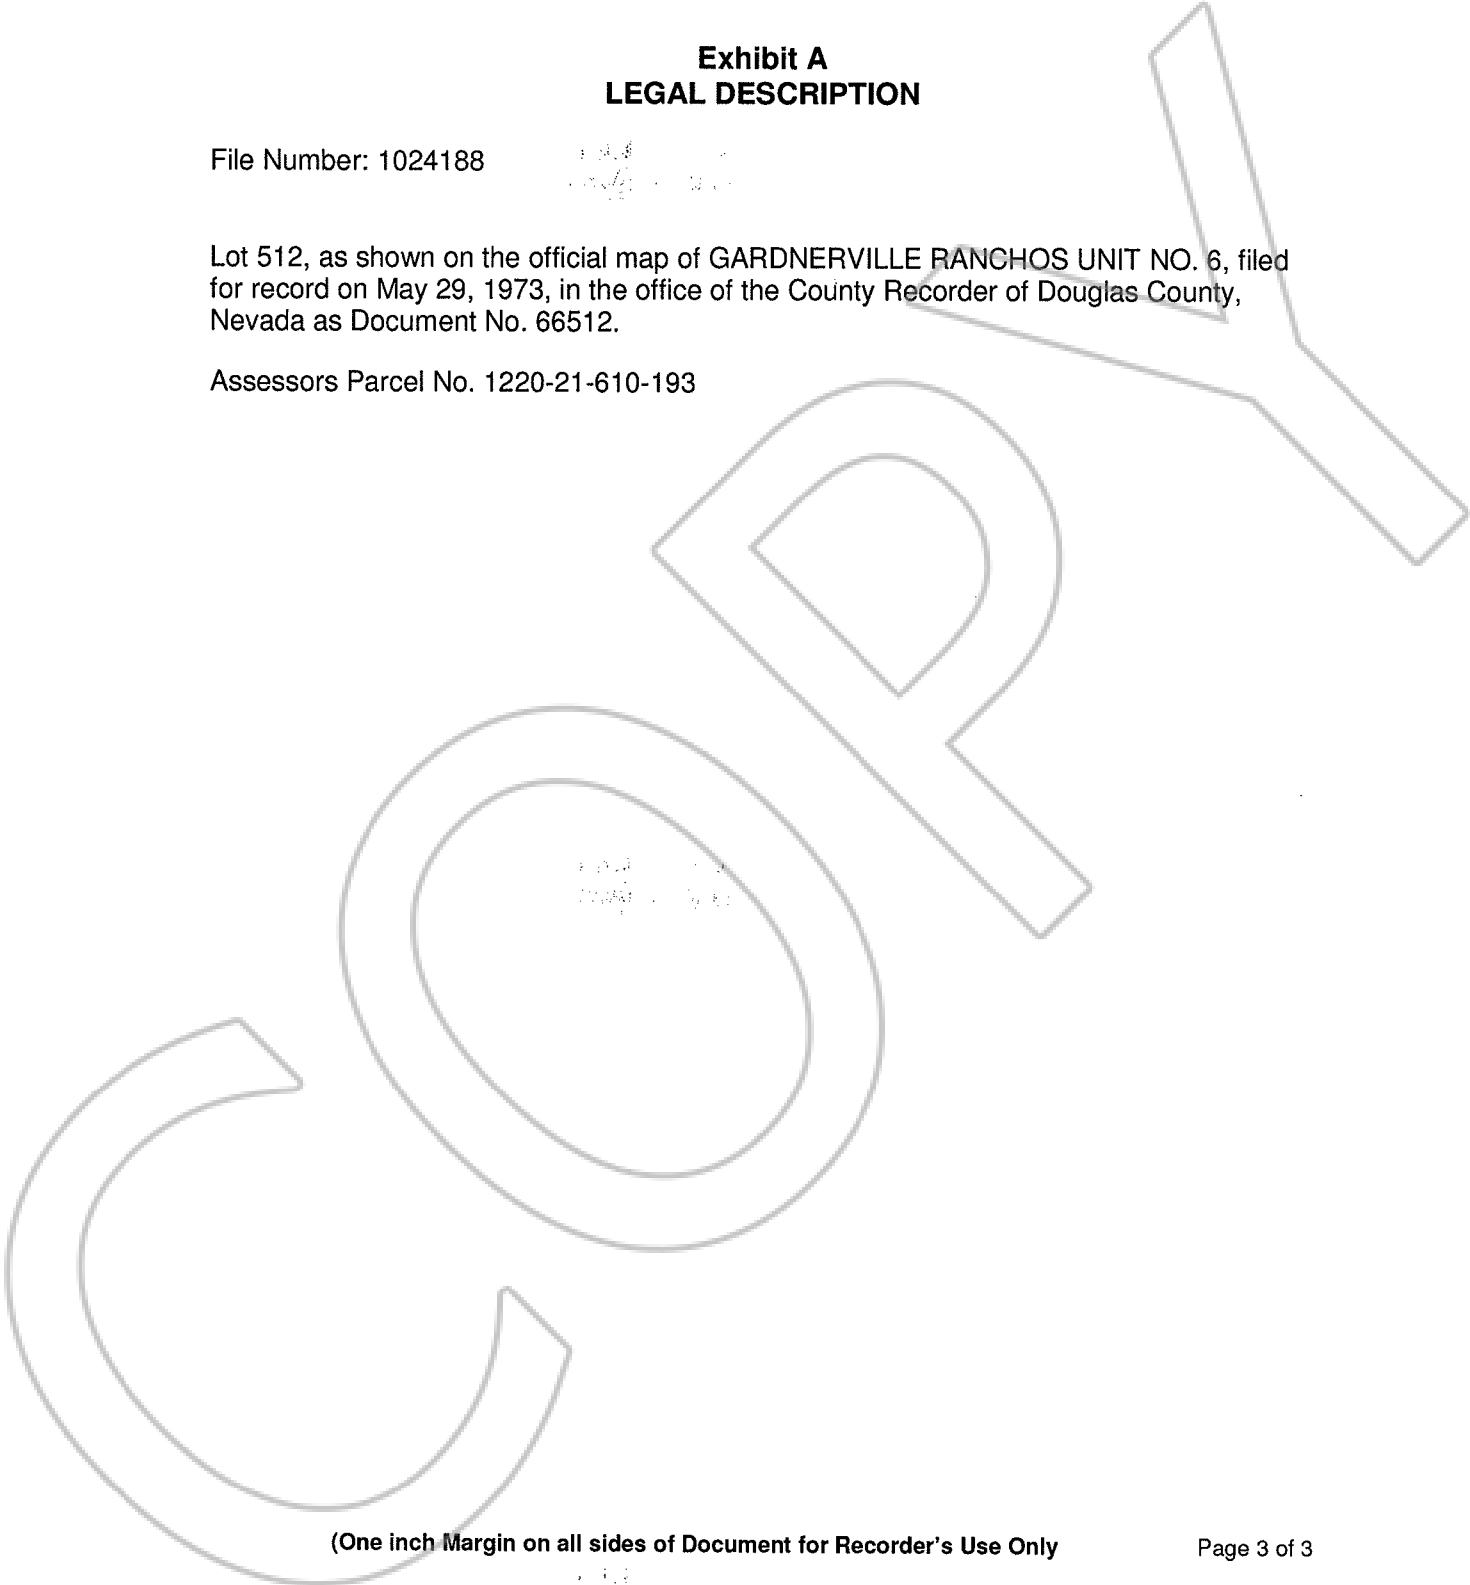 Exhibit A
LEGAL DESCRIPTION
File Number: 1024188
Lot 512, as shown on the official map of GARDNERVILLE RANCHOS UNIT NO. 6, filed
for record on May 29, 1973, in the office of the County Recorder of Douglas County,
Nevada as Document No. 66512.
Assessors Parcel No. 1220-21-610-193
COPY
(One inch Margin on all sides of Document for Recorder's Use Only
Page 3 of 3